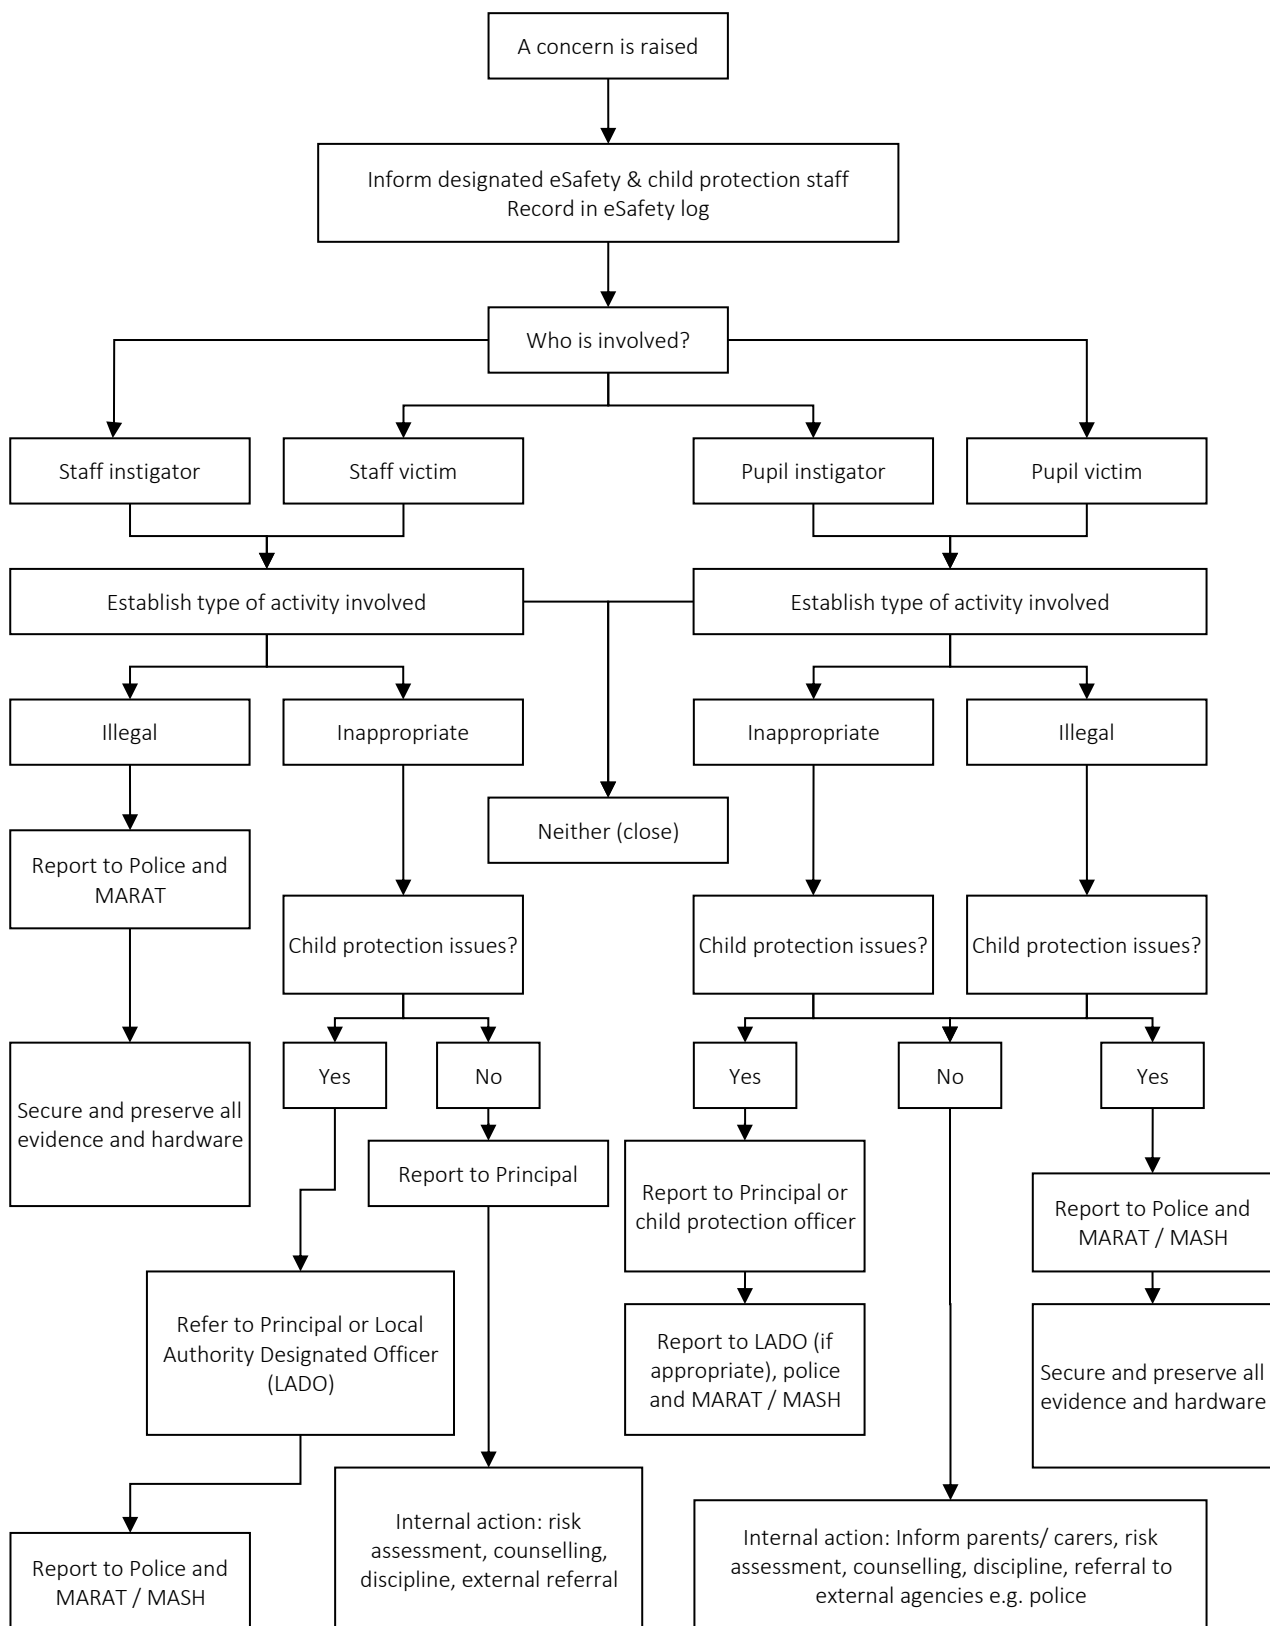 A concern is raised
Inform designated eSafety & child protection staff
Record in eSafety log
Who is involved?
Staff instigator
Staff victim
Pupil instigator
Pupil victim
Establish type of activity involved
Establish type of activity involved
Illegal
Inappropriate
Inappropriate
Illegal
Neither (close)
Report to Police and
MARAT
Child protection issues?
Child protection issues?
Child protection issues?
Yes
No
Yes
No
Yes
Secure and preserve all
evidence and hardware
Report to Principal
Report to Principal or
child protection officer
Report to Police and
MARAT / MASH
Refer to Principal or Local
Authority Designated Officer
(LADO)
Report to LADO (if
appropriate), police
and MARAT / MASH
Secure and preserve all
evidence and hardware
Report to Police and
MARAT / MASH
Internal action: risk
assessment, counselling,
discipline, external referral
Internal action: Inform parents/ carers, risk
assessment, counselling, discipline, referral to
external agencies e.g. police